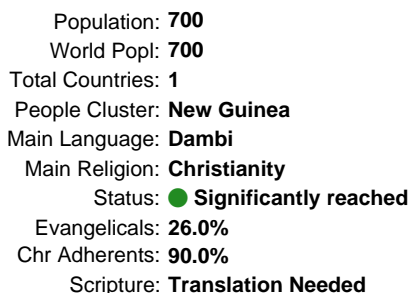 Population: 700
World Popl: 700
Total Countries: 1
People Cluster: New Guinea
Main Language: Dambi
Main Religion: Christianity
Status: Significantly reached
Evangelicals: 26.0%
Chr Adherents: 90.0%
Scripture: Translation Needed